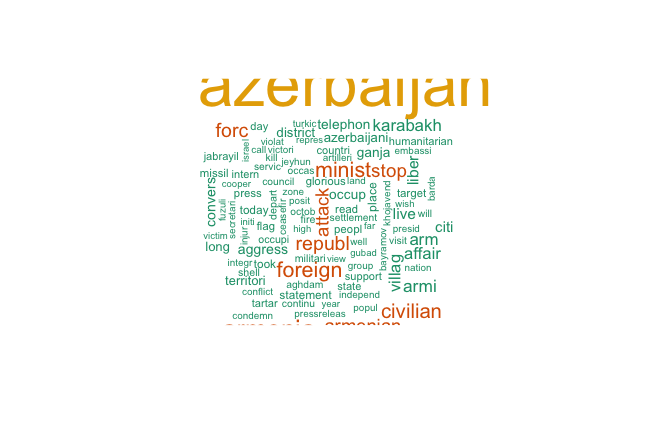 azerbaijan
turkic telephon karabakh
forc day district
violat repres azerbaijani humanitarian
israel call victori countri ganja embassi
jabrayil kill jeyhun artilleri liber
missil intern servic occas ministstop
cooper council glorious land
convers press zone attack occup place khojavend target barda
fuzuli secretari depart posit wish
today octob read live will
initi flag ceasefir fire settlement
injur high peopl far presid citi
victim occupi republ well visit arm
long aggress gubad bayramov affair
integr took militari view
shell foreign group nation
territori support villag
aghdam state armi
conflict statement independ
tartar continu year popul civilian
condemn pressreleas
armenian